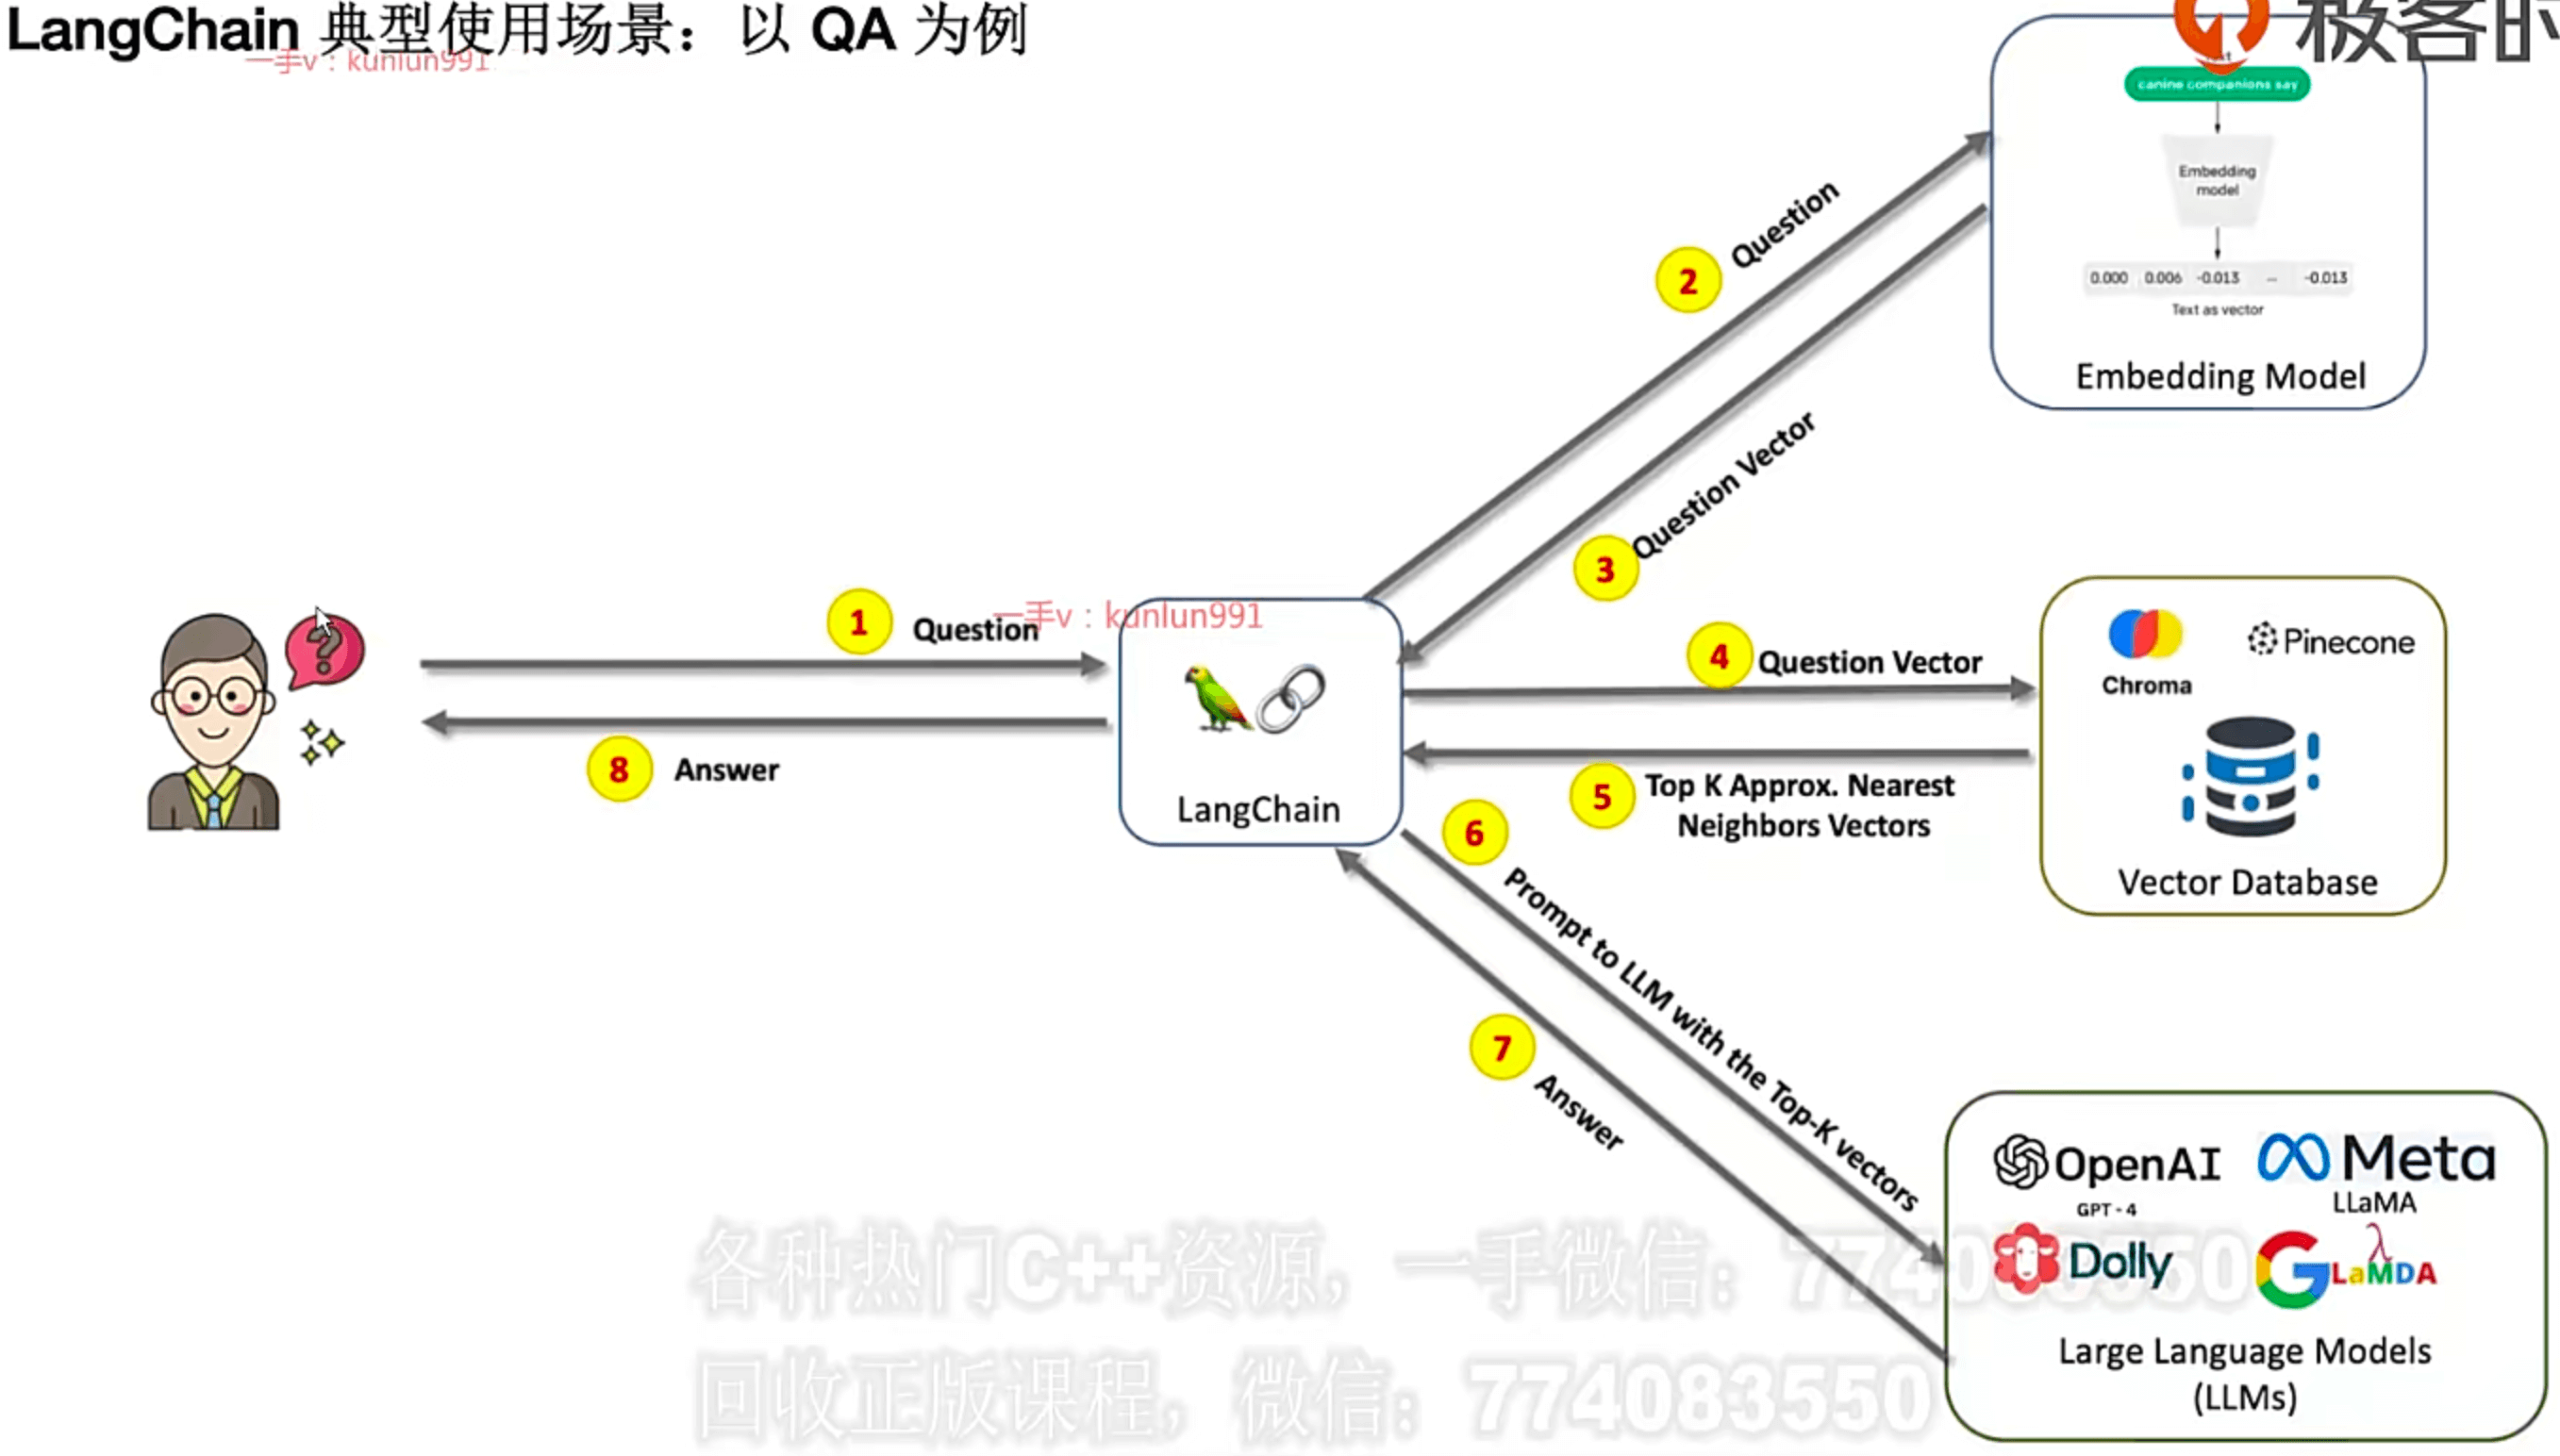 LangChain 典型使用场景：以 QA 为例
一手v：kunlun991
极客时
canine companions say
Embedding
model
0.000 0.006 -0.013 ... -0.013
Text as vector
Embedding Model
2 Question
3 Question Vector
1 Question
一手v：kunlun991
8 Answer
LangChain
4 Question Vector
5 Top K Approx. Nearest
Neighbors Vectors
Chroma
Pinecone
Vector Database
6 Prompt to LLM with the Top-K vectors
7 Answer
OpenAI
GPT - 4
Meta
LLaMA
Dolly
LaMDA
Large Language Models
(LLMs)
各种热门C++资源，一手微信：774083550
回收正版课程，微信：774083550